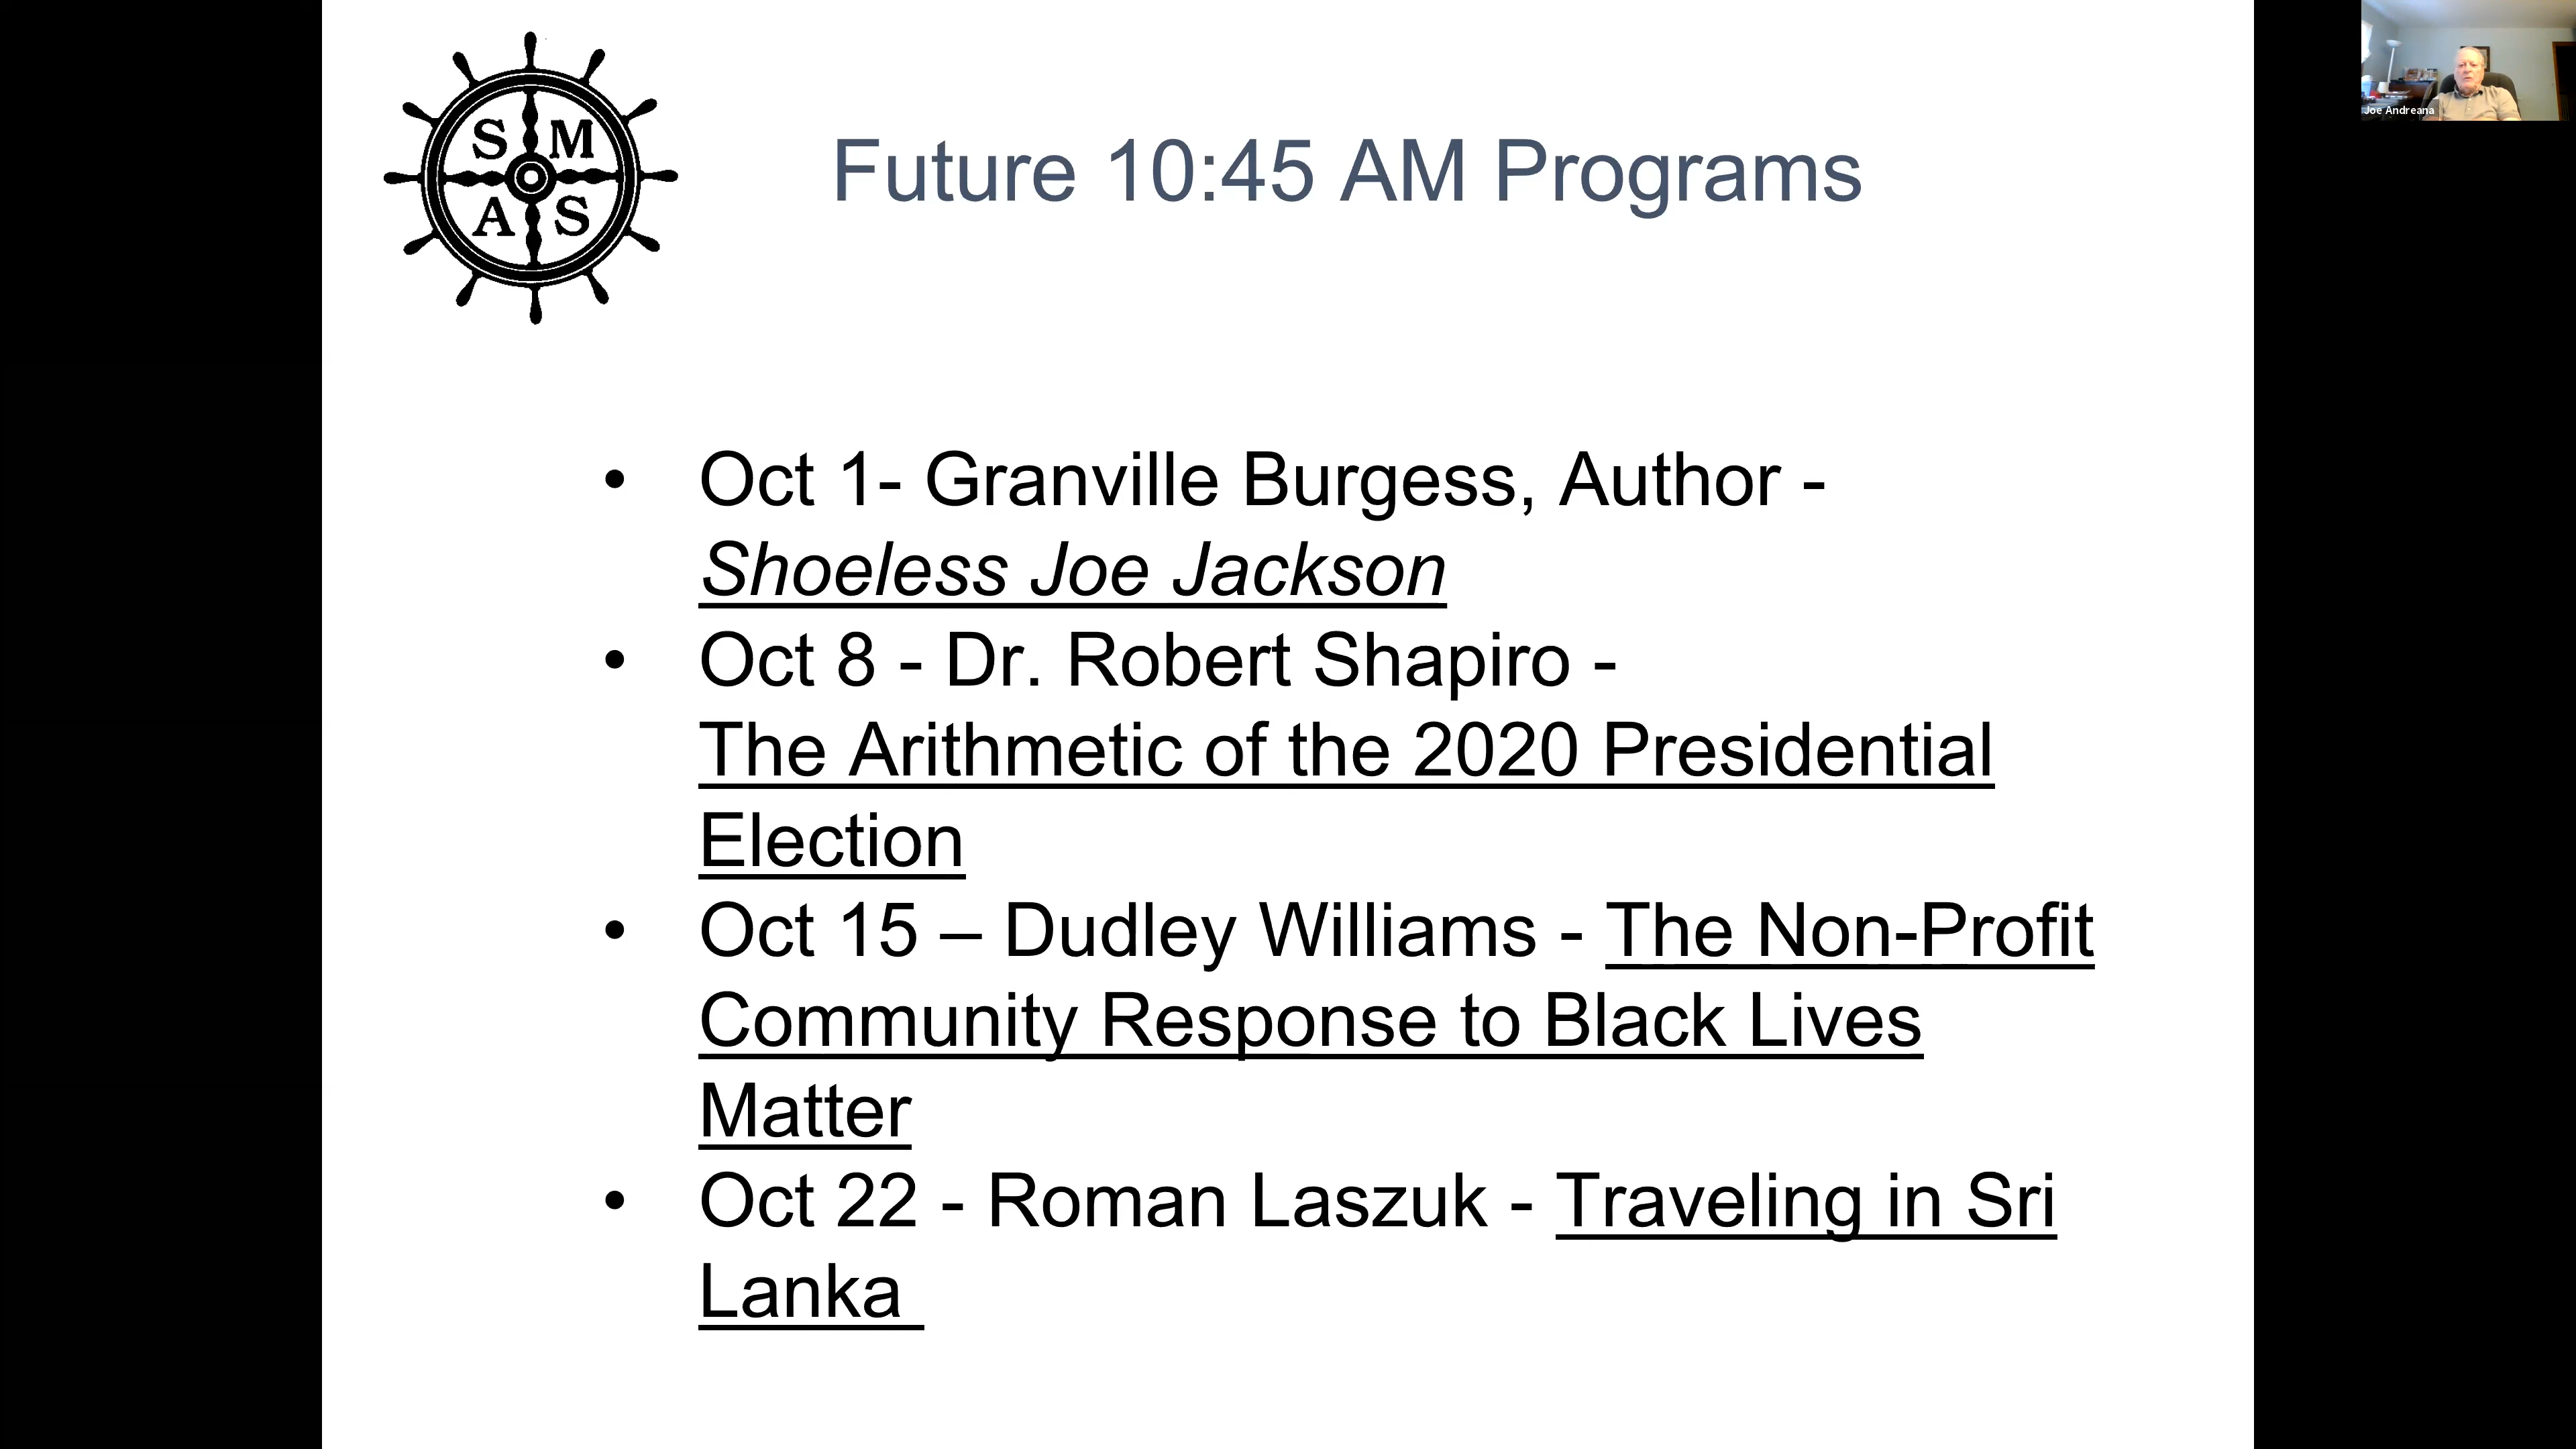 S M
A S
Future 10:45 AM Programs
Joe Andreana
• Oct 1- Granville Burgess, Author -
Shoeless Joe Jackson
• Oct 8 - Dr. Robert Shapiro -
The Arithmetic of the 2020 Presidential
Election
• Oct 15 – Dudley Williams - The Non-Profit
Community Response to Black Lives
Matter
• Oct 22 - Roman Laszuk - Traveling in Sri
Lanka